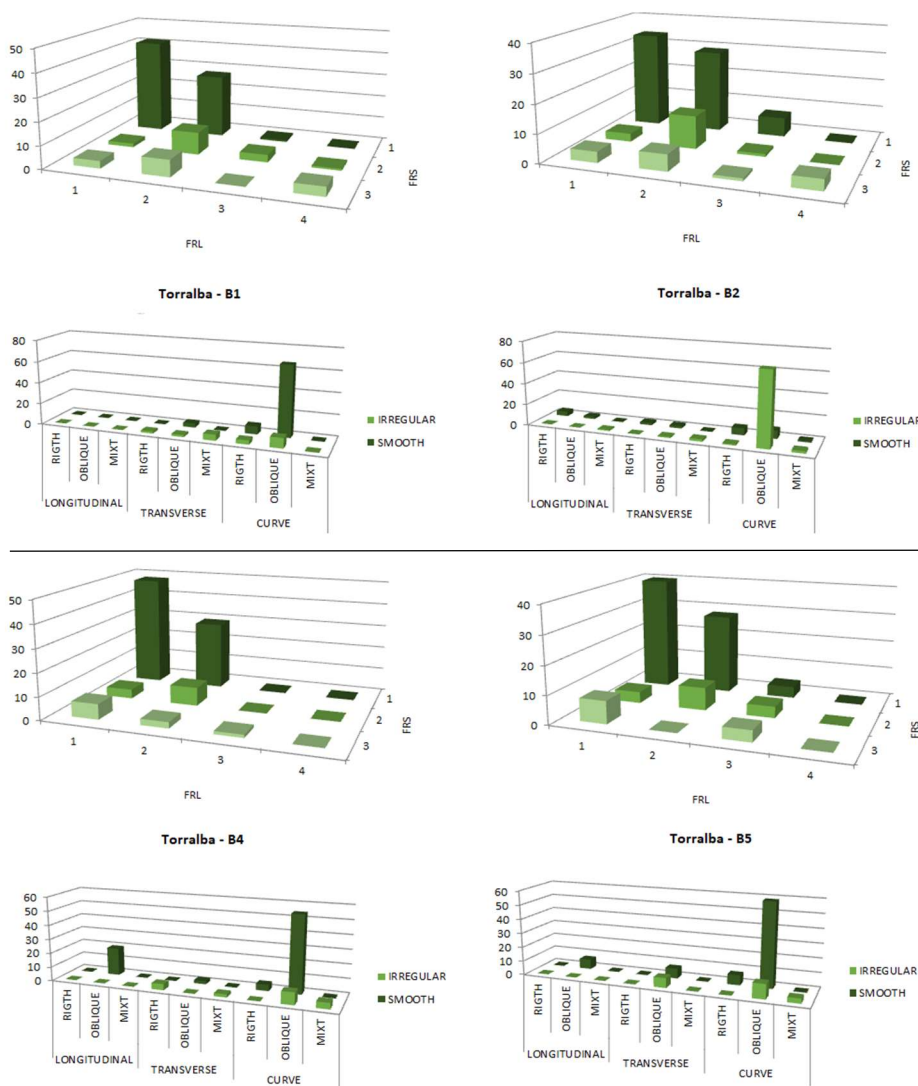 50
40
30
20
10
0
1
2
3
4
FRL
1
2
3
FRS
40
30
20
10
0
1
2
3
4
FRL
1
2
3
FRS
Torralba - B1
80
60
40
20
0
RIGTH
OBLIQUE
MIXT
RIGTH
OBLIQUE
MIXT
RIGTH
OBLIQUE
MIXT
LONGITUDINAL
TRANSVERSE
CURVE
IRREGULAR
SMOOTH
Torralba - B2
80
60
40
20
0
RIGTH
OBLIQUE
MIXT
RIGTH
OBLIQUE
MIXT
RIGTH
OBLIQUE
MIXT
LONGITUDINAL
TRANSVERSE
CURVE
IRREGULAR
SMOOTH
50
40
30
20
10
0
1
2
3
4
FRL
1
2
3
FRS
40
30
20
10
0
1
2
3
4
FRL
1
2
3
FRS
Torralba - B4
60
50
40
30
20
10
0
RIGTH
OBLIQUE
MIXT
RIGTH
OBLIQUE
MIXT
RIGTH
OBLIQUE
MIXT
LONGITUDINAL
TRANSVERSE
CURVE
IRREGULAR
SMOOTH
Torralba - B5
60
50
40
30
20
10
0
RIGTH
OBLIQUE
MIXT
RIGTH
OBLIQUE
MIXT
RIGTH
OBLIQUE
MIXT
LONGITUDINAL
TRANSVERSE
CURVE
IRREGULAR
SMOOTH